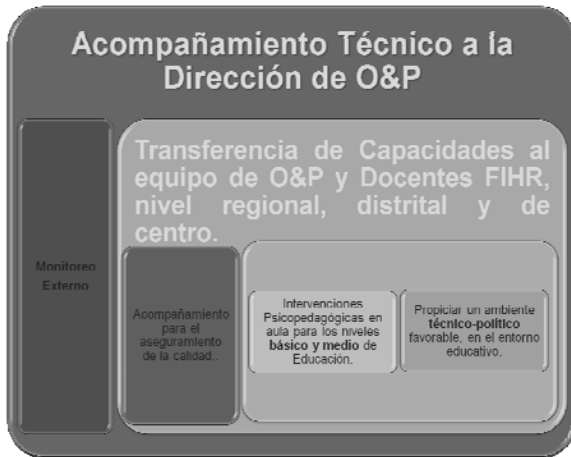 Acompañamiento Técnico a la
Dirección de O&P
Transferencia de Capacidades al
equipo de O&P y Docentes FIHR,
nivel regional, distrital y de
centro.
Monitoreo
Externo
Acompañamiento
para el
aseguramiento
de la calidad..
Intervenciones
Psicopedagógicas en
aula para los niveles
básico y medio de
Educación.
Propiciar un ambiente
técnico-político
favorable, en el entorno
educativo.